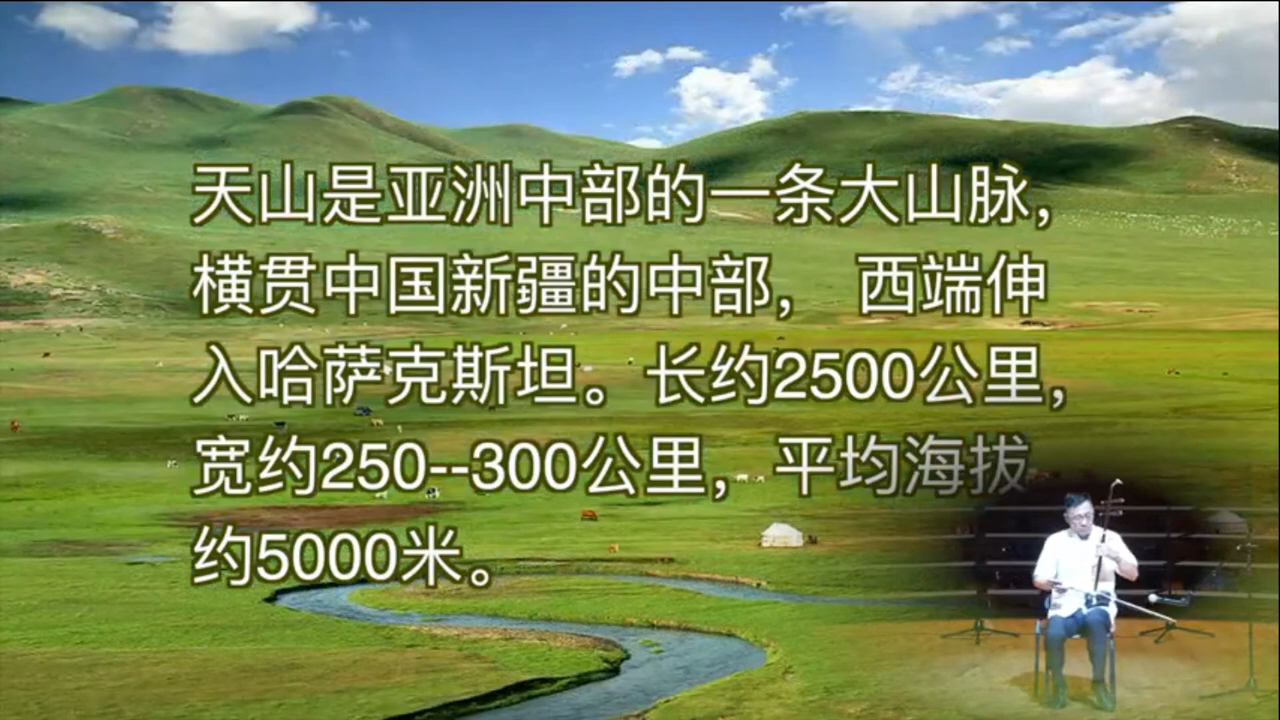 天山是亚洲中部的一条大山脉，
横贯中国新疆的中部， 西端伸
入哈萨克斯坦。长约2500公里，
宽约250--300公里，平均海拔
约5000米。